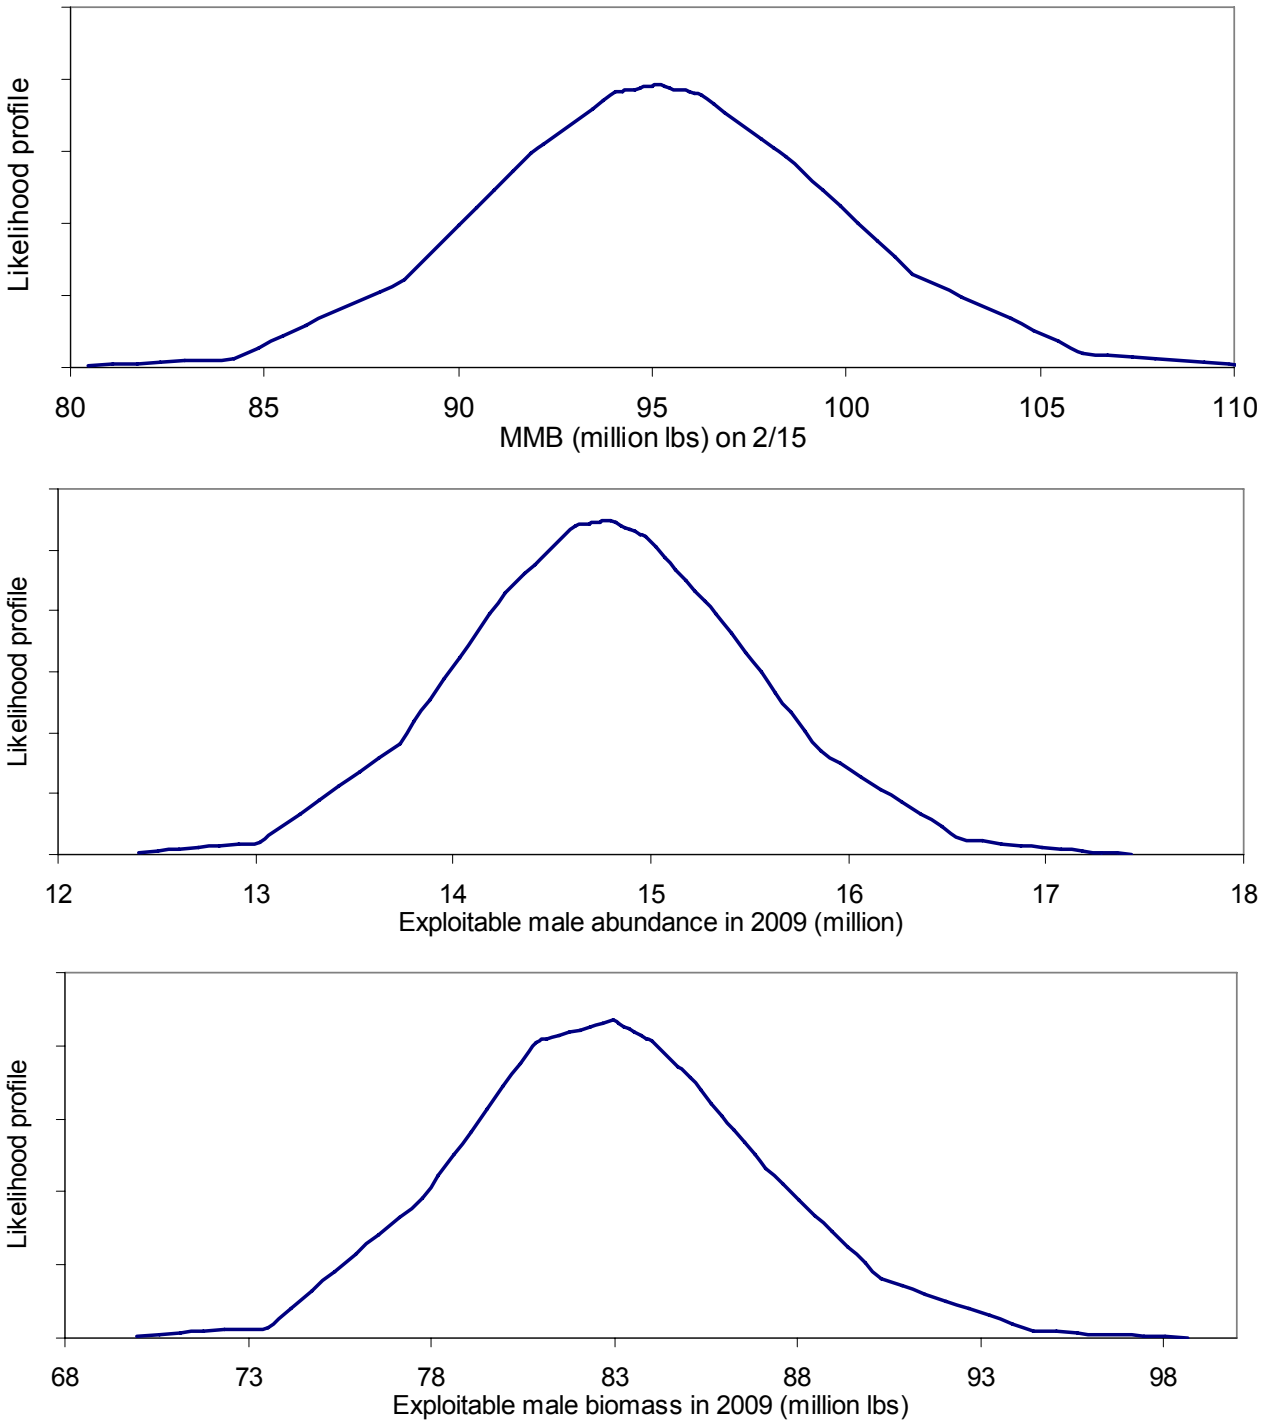 Likelihood profile
80 85 90 95 100 105 110
MMB (million lbs) on 2/15
Likelihood profile
12 13 14 15 16 17 18
Exploitable male abundance in 2009 (million)
Likelihood profile
68 73 78 83 88 93 98
Exploitable male biomass in 2009 (million lbs)